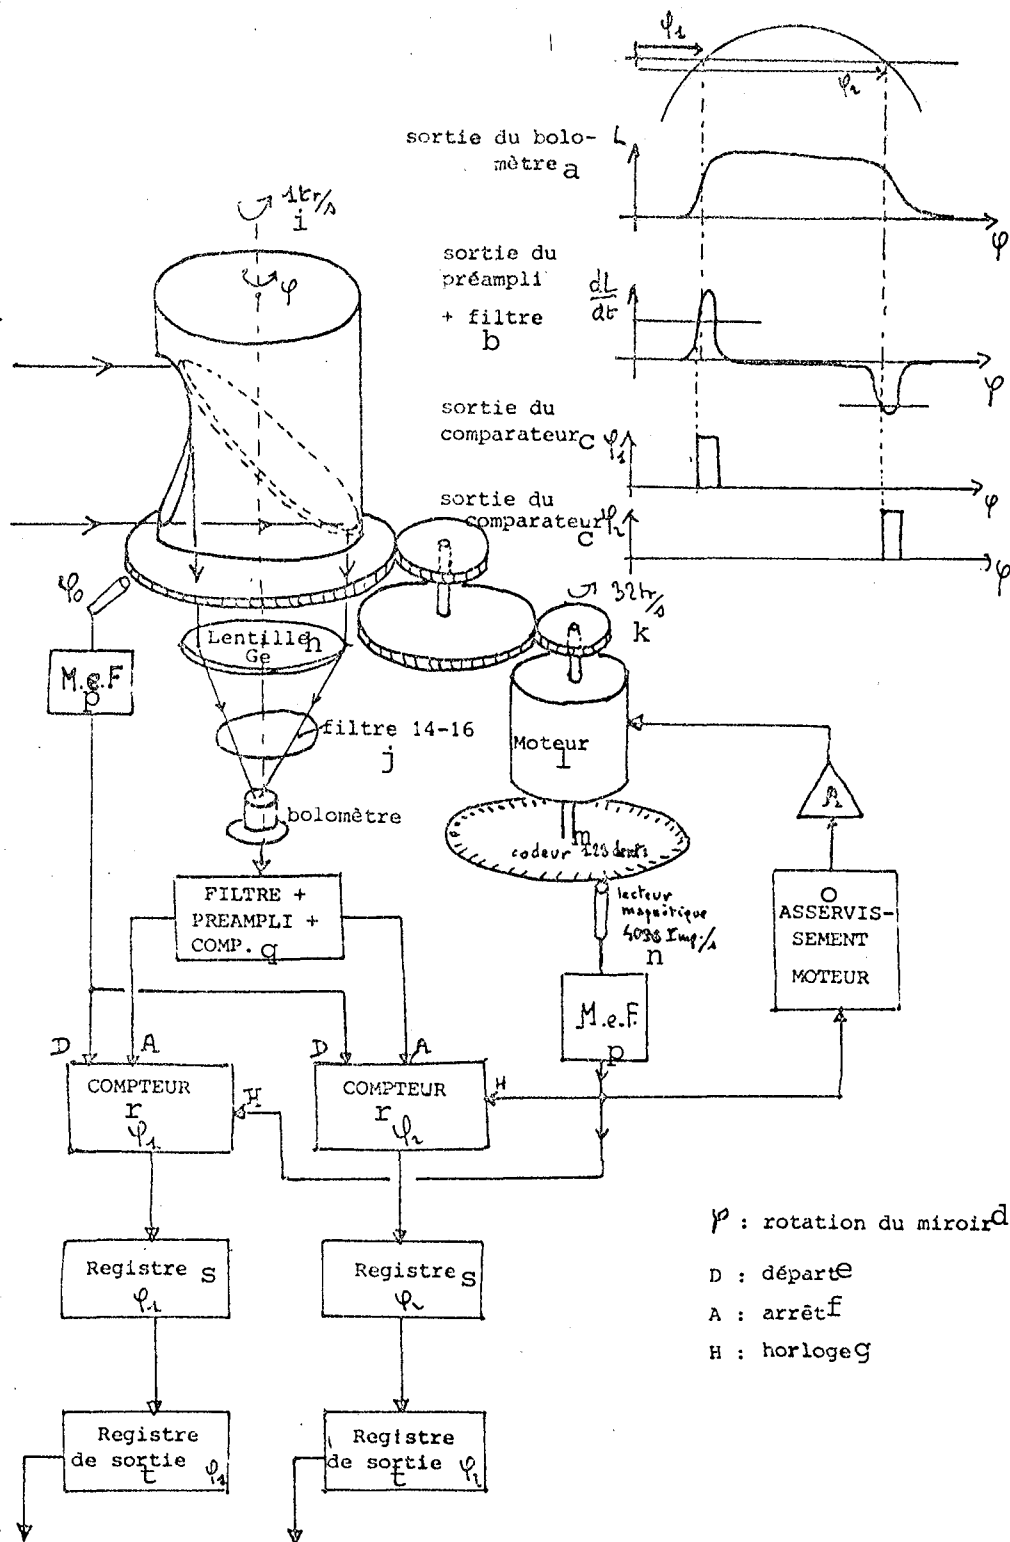 φ1
φ2
sortie du bolo- L
mètre a
φ
1tr/s
i
φ
sortie du
préampli
+ filtre
b
dL
dt
φ
sortie du
comparateur c φ1
φ
sortie du
comparateur φ2
c
φ
φ0
32tr/s
k
Lentille h
Ge
M.e.F
p
filtre 14-16
j
Moteur
l
bolomètre
m
codeur 128 dents
lecteur
magnétique
n
FILTRE +
PREAMPLI +
COMP. q
o
ASSERVIS-
SEMENT
MOTEUR
M.e.F.
p
D A D A
COMPTEUR
r
φ1
H
COMPTEUR
r
φ2
H
φ : rotation du miroir d
D : départ e
A : arrêt f
H : horloge g
Registre s
φ1
Registre s
φ2
Registre
de sortie
t φ1
Registre
de sortie
t φ2